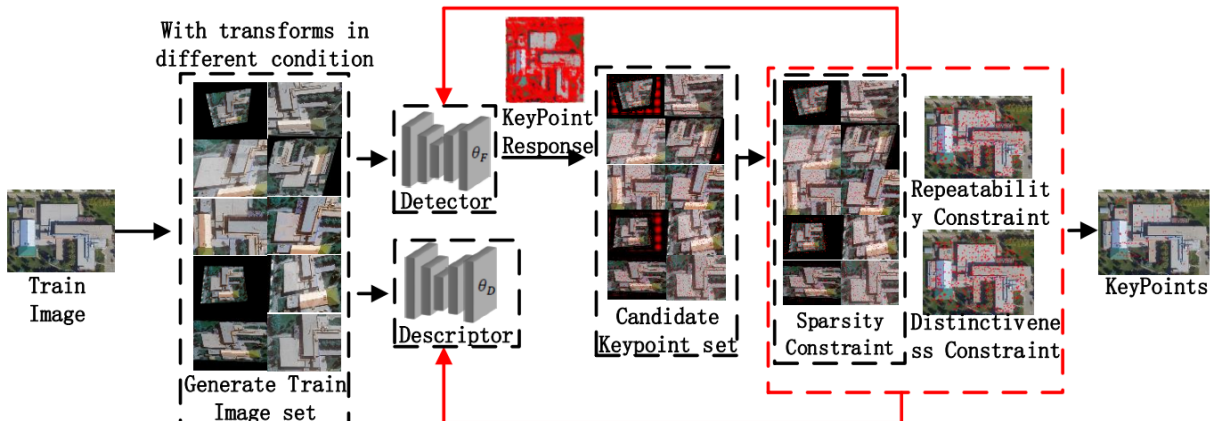 With transforms in
different condition
Train
Image
Generate Train
Image set
θF
Detector
θD
Descriptor
KeyPoint
Response
Candidate
Keypoint set
Sparsity
Constraint
Repeatabilit
y Constraint
Distinctivene
ss Constraint
KeyPoints